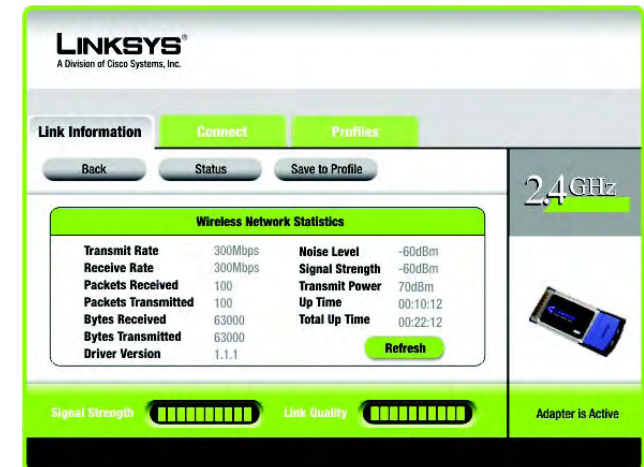 LINKSYS®
A Division of Cisco Systems, Inc.
Link Information Connect Profiles
Back Status Save to Profile
2.4GHz
Wireless Network Statistics
Transmit Rate 300Mbps
Receive Rate 300Mbps
Packets Received 100
Packets Transmitted 100
Bytes Received 63000
Bytes Transmitted 63000
Driver Version 1.1.1
Noise Level -60dBm
Signal Strength -60dBm
Transmit Power 70dBm
Up Time 00:10:12
Total Up Time 00:22:12
Refresh
Signal Strength Link Quality Adapter is Active